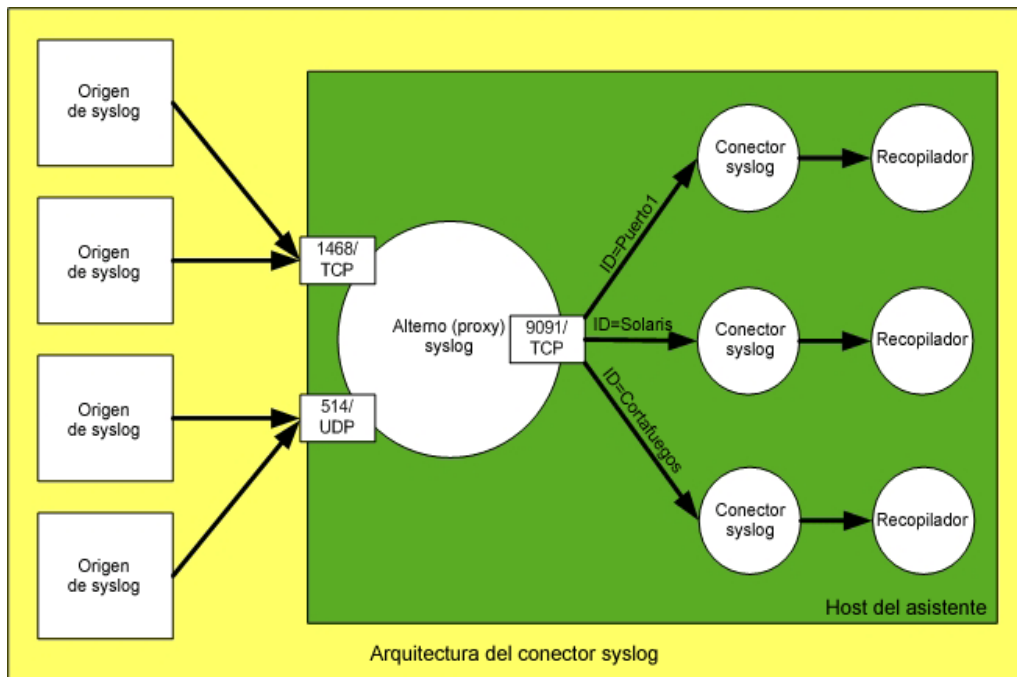 Origen
de syslog
Origen
de syslog
Origen
de syslog
Origen
de syslog
1468/
TCP
514/
UDP
Alterno (proxy)
syslog
9091/
TCP
ID=Puerto1
ID=Solaris
ID=Cortafuegos
Conector
syslog
Recopilador
Conector
syslog
Recopilador
Conector
syslog
Recopilador
Host del asistente
Arquitectura del conector syslog